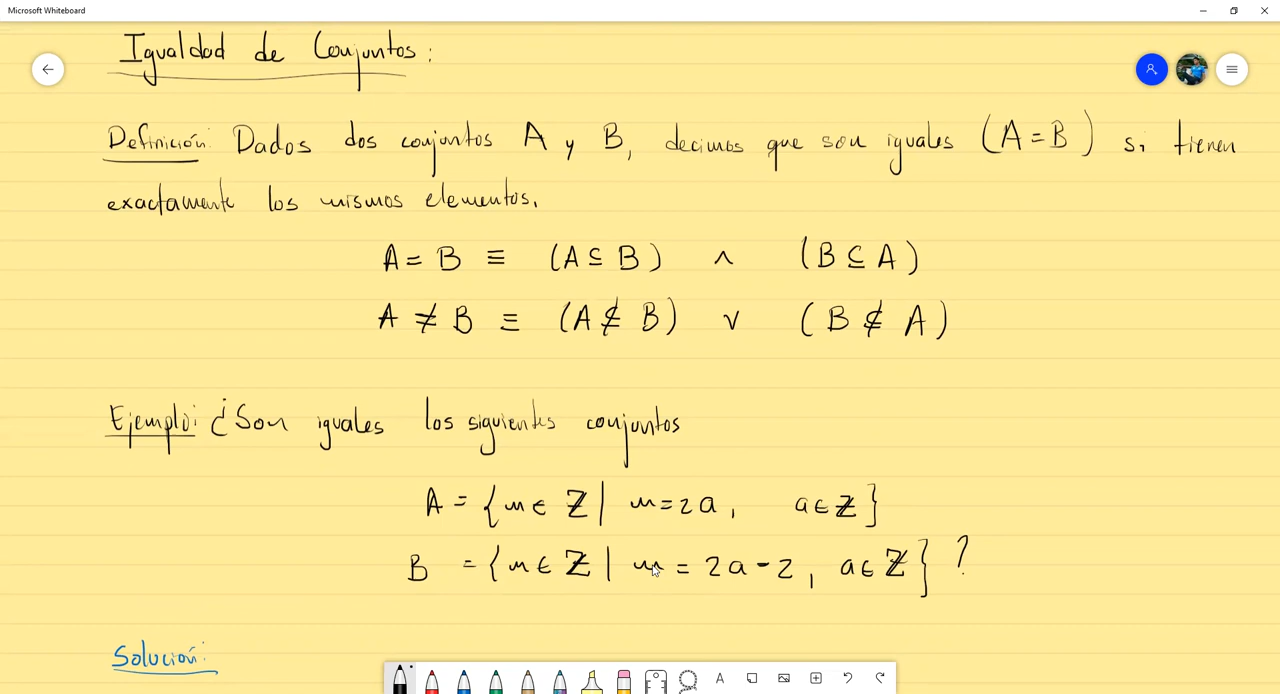 Microsoft Whiteboard
Igualdad de Conjuntos:
Definición: Dados dos conjuntos A y B, decimos que son iguales (A = B) si tienen
exactamente los mismos elementos.
A = B ≡ (A ⊆ B) ∧ (B ⊆ A)
A ≠ B ≡ (A ⊄ B) ∨ (B ⊄ A)
Ejemplo: ¿Son iguales los siguientes conjuntos
A = {m ∈ ℤ | m = 2a, a ∈ ℤ}
B = {m ∈ ℤ | m = 2a - 2, a ∈ ℤ} ?
Solución:
A